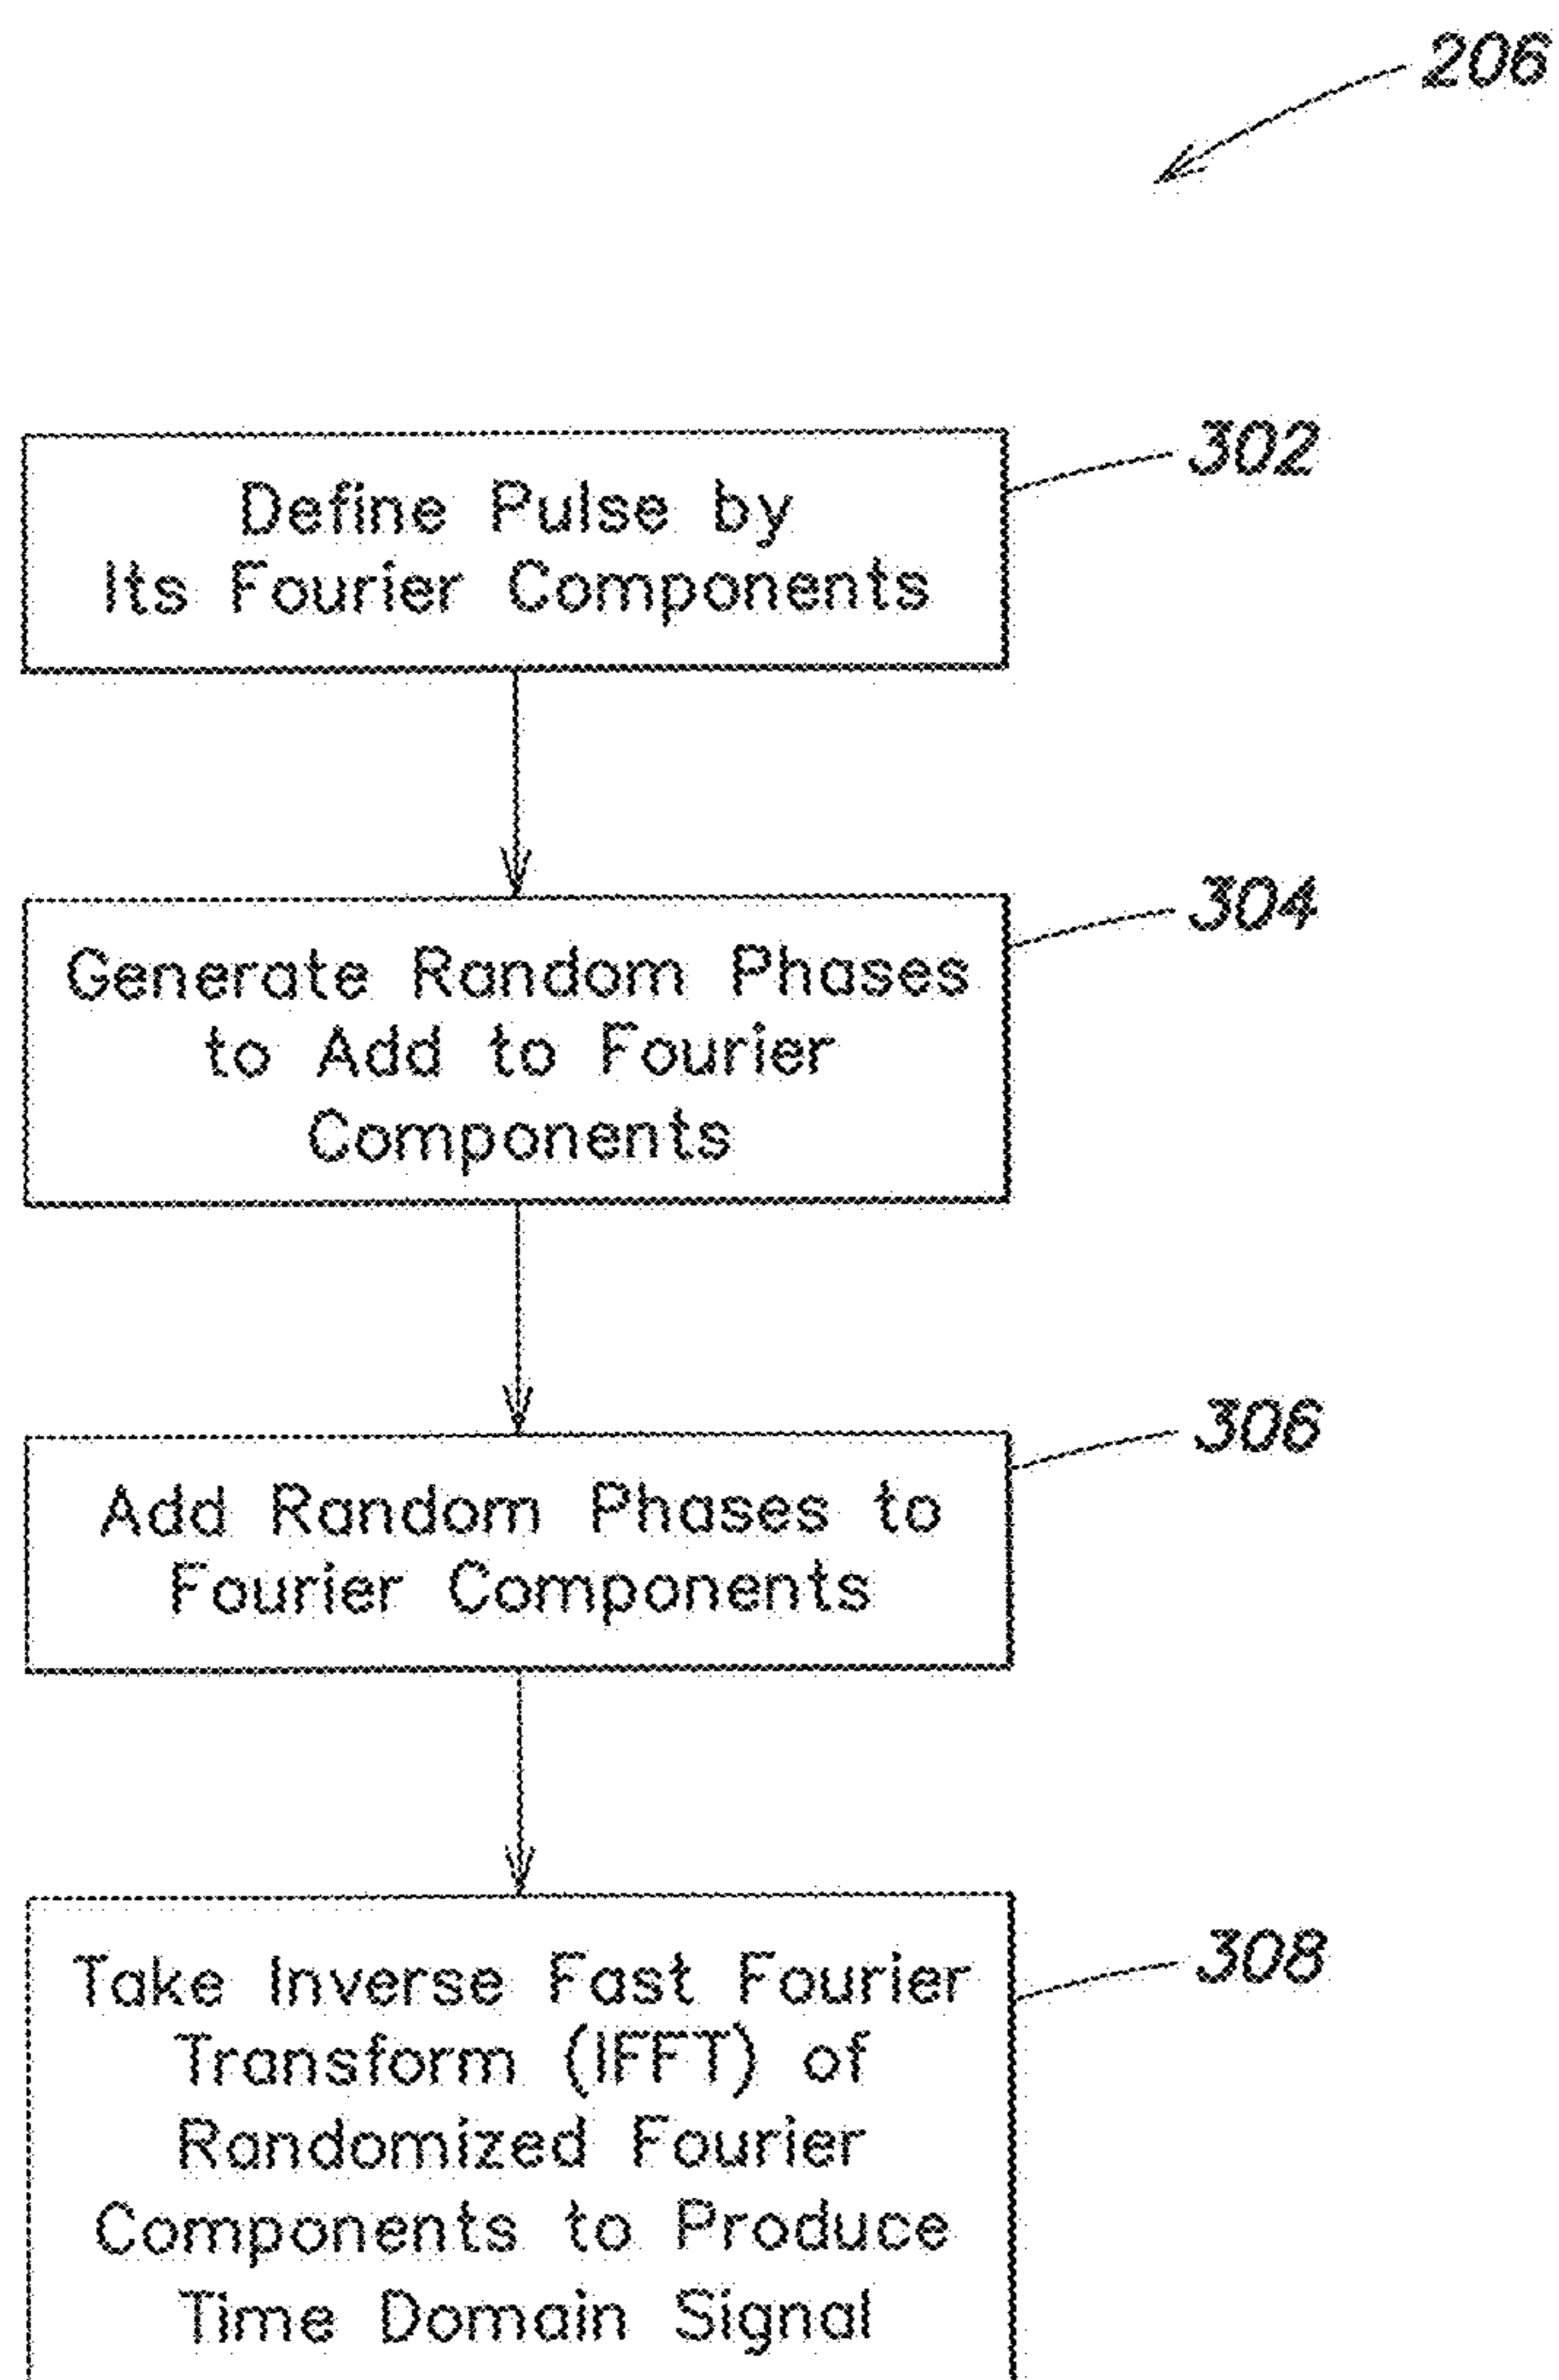 206
302
Define Pulse by
Its Fourier Components
304
Generate Random Phases
to Add to Fourier
Components
306
Add Random Phases to
Fourier Components
308
Take Inverse Fast Fourier
Transform (IFFT) of
Randomized Fourier
Components to Produce
Time Domain Signal